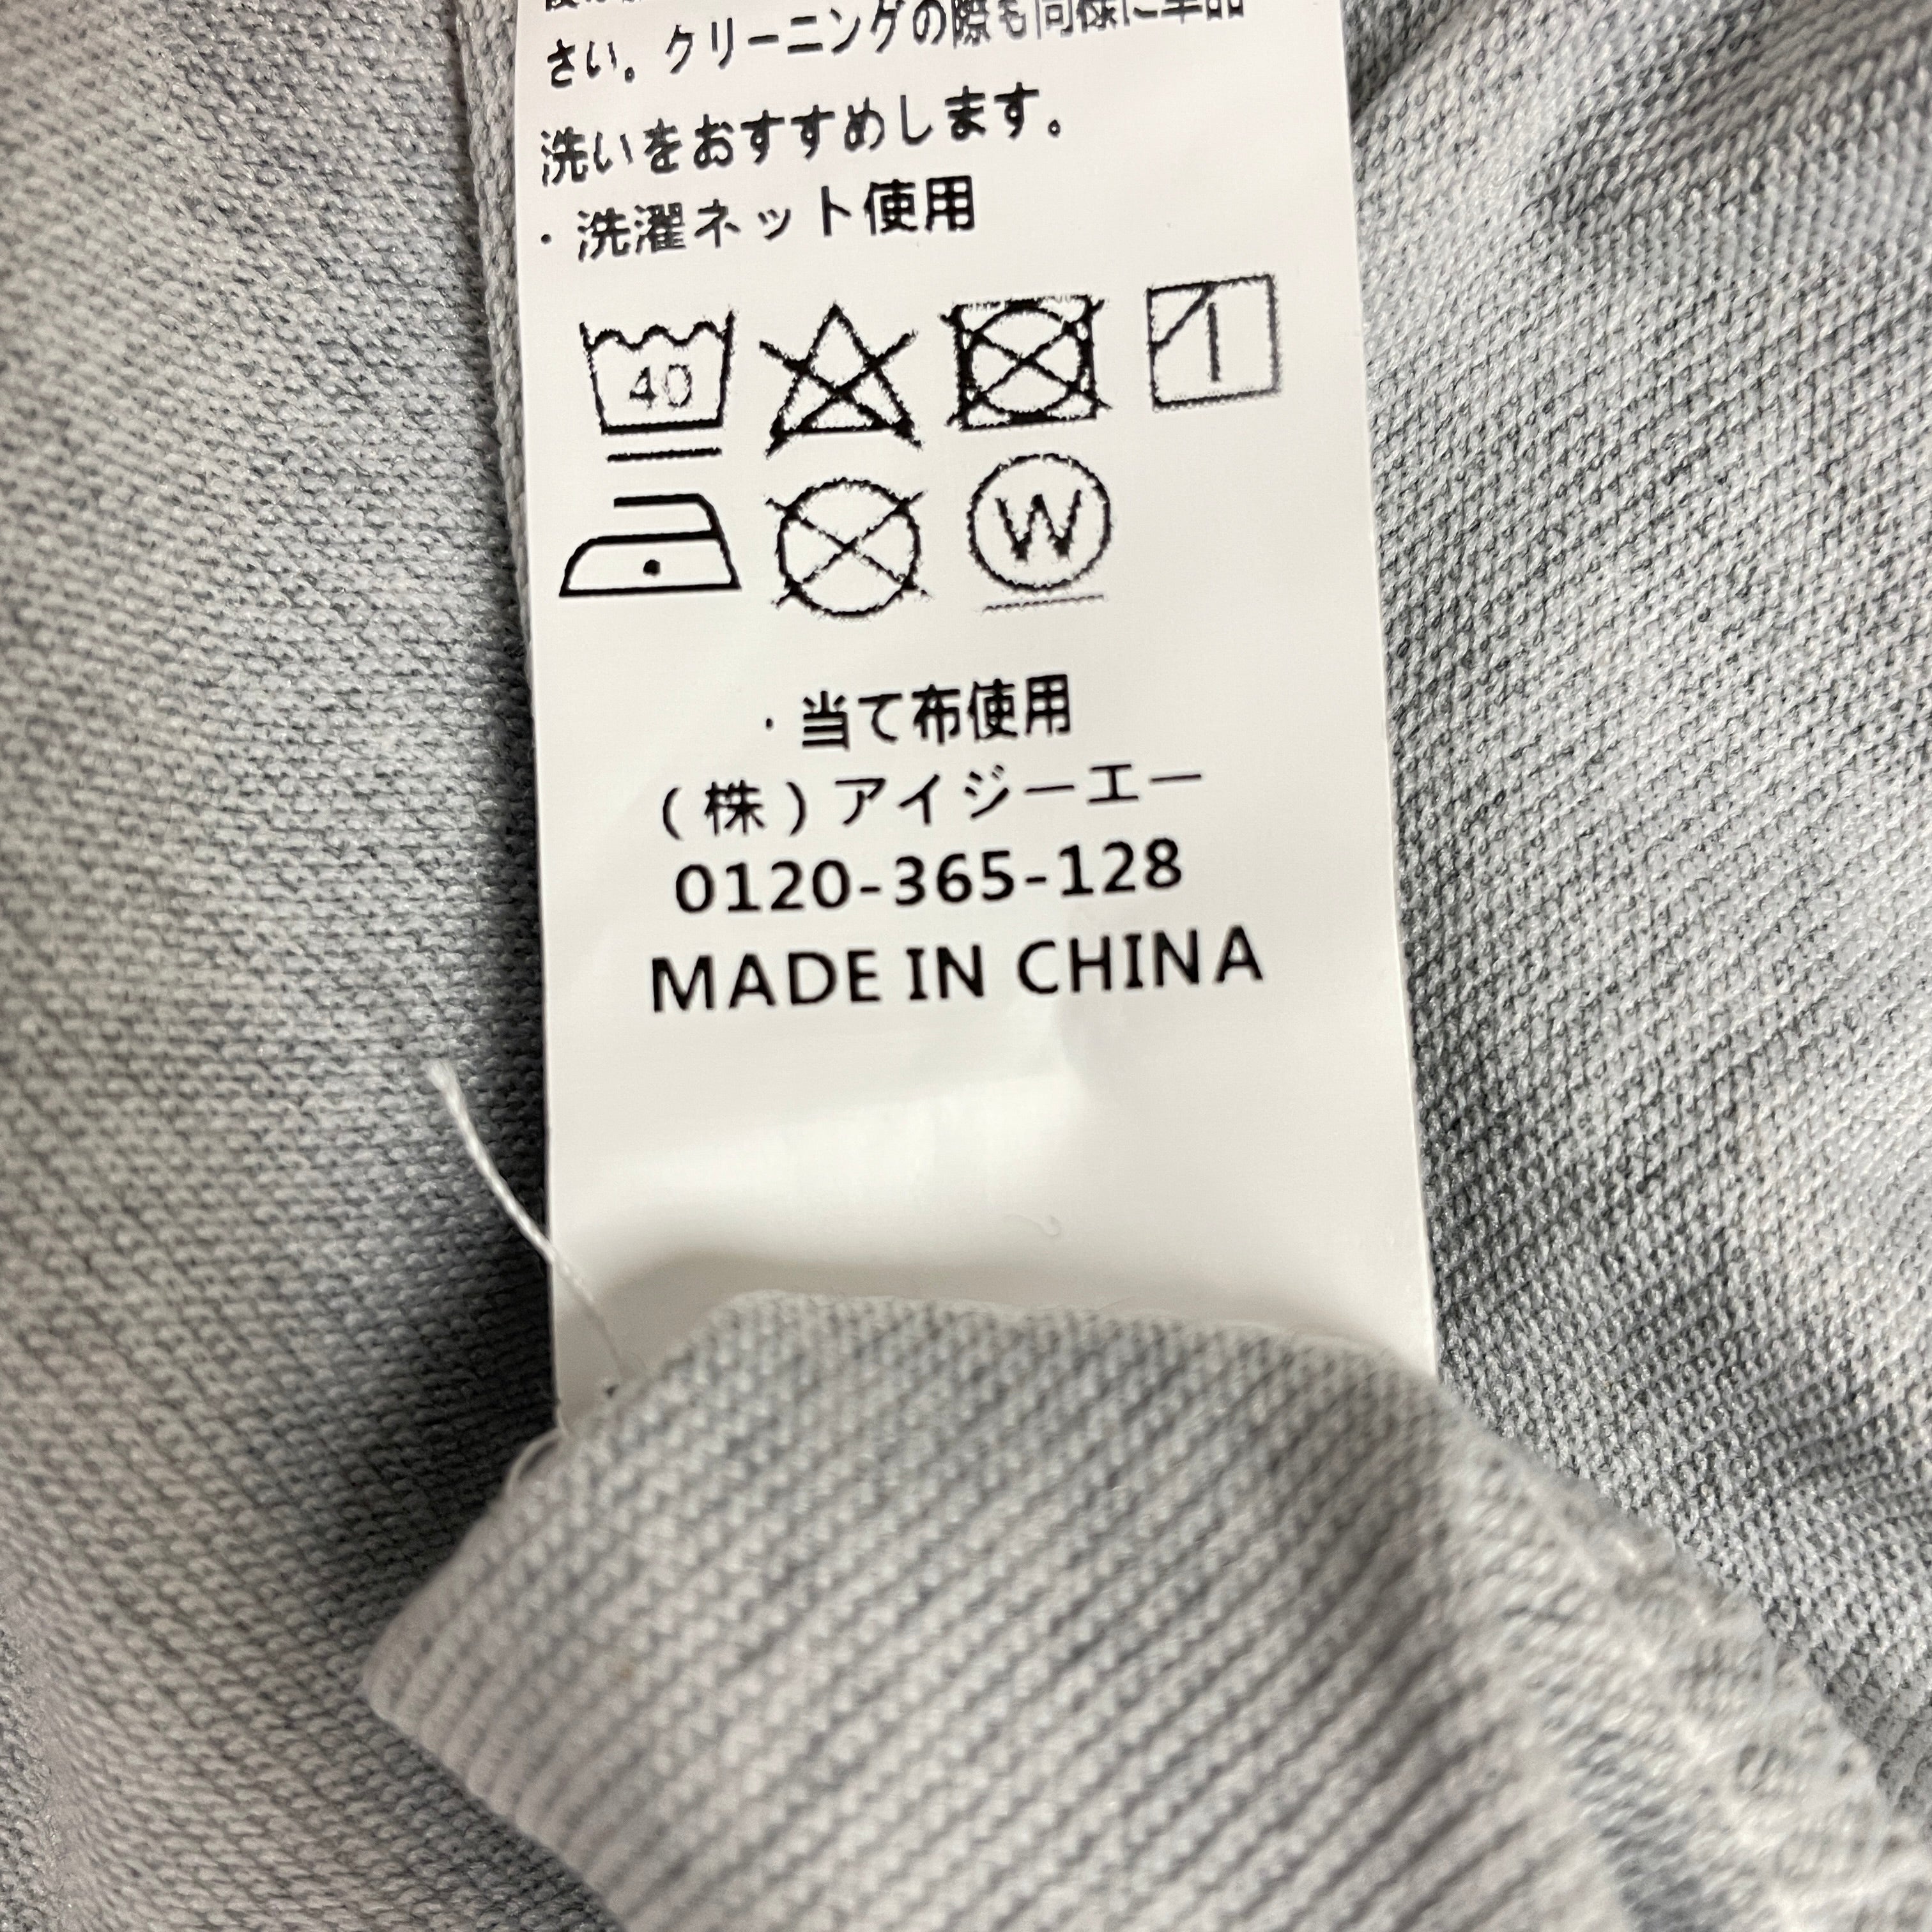 さい。クリーニングの際も同様に単品
洗いをおすすめします。
・洗濯ネット使用
40
W
・当て布使用
(株)アイジーエー
0120-365-128
MADE IN CHINA